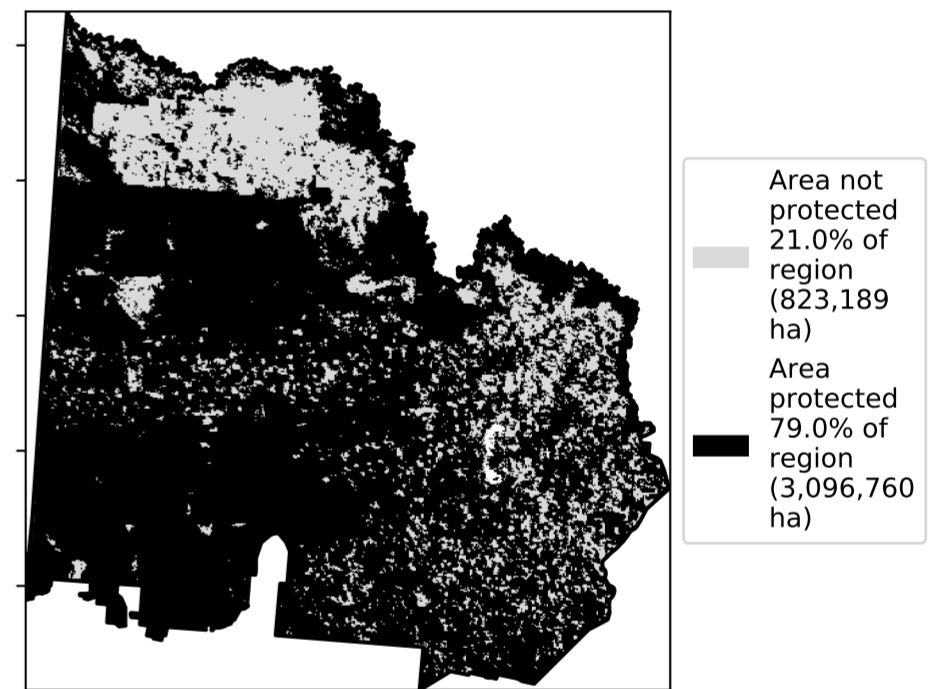 Area not
protected
21.0% of
region
(823,189
ha)
Area
protected
79.0% of
region
(3,096,760
ha)